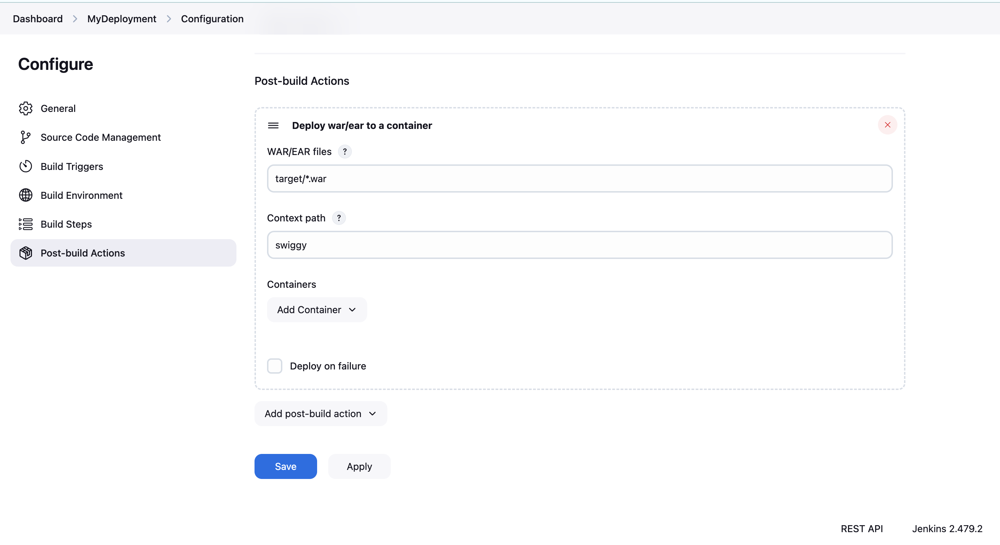 Dashboard > MyDeployment > Configuration
Configure
General
Source Code Management
Build Triggers
Build Environment
Build Steps
Post-build Actions
Post-build Actions
Deploy war/ear to a container
WAR/EAR files ?
target/*.war
Context path ?
swiggy
Containers
Add Container
Deploy on failure
Add post-build action
Save Apply
REST API Jenkins 2.479.2